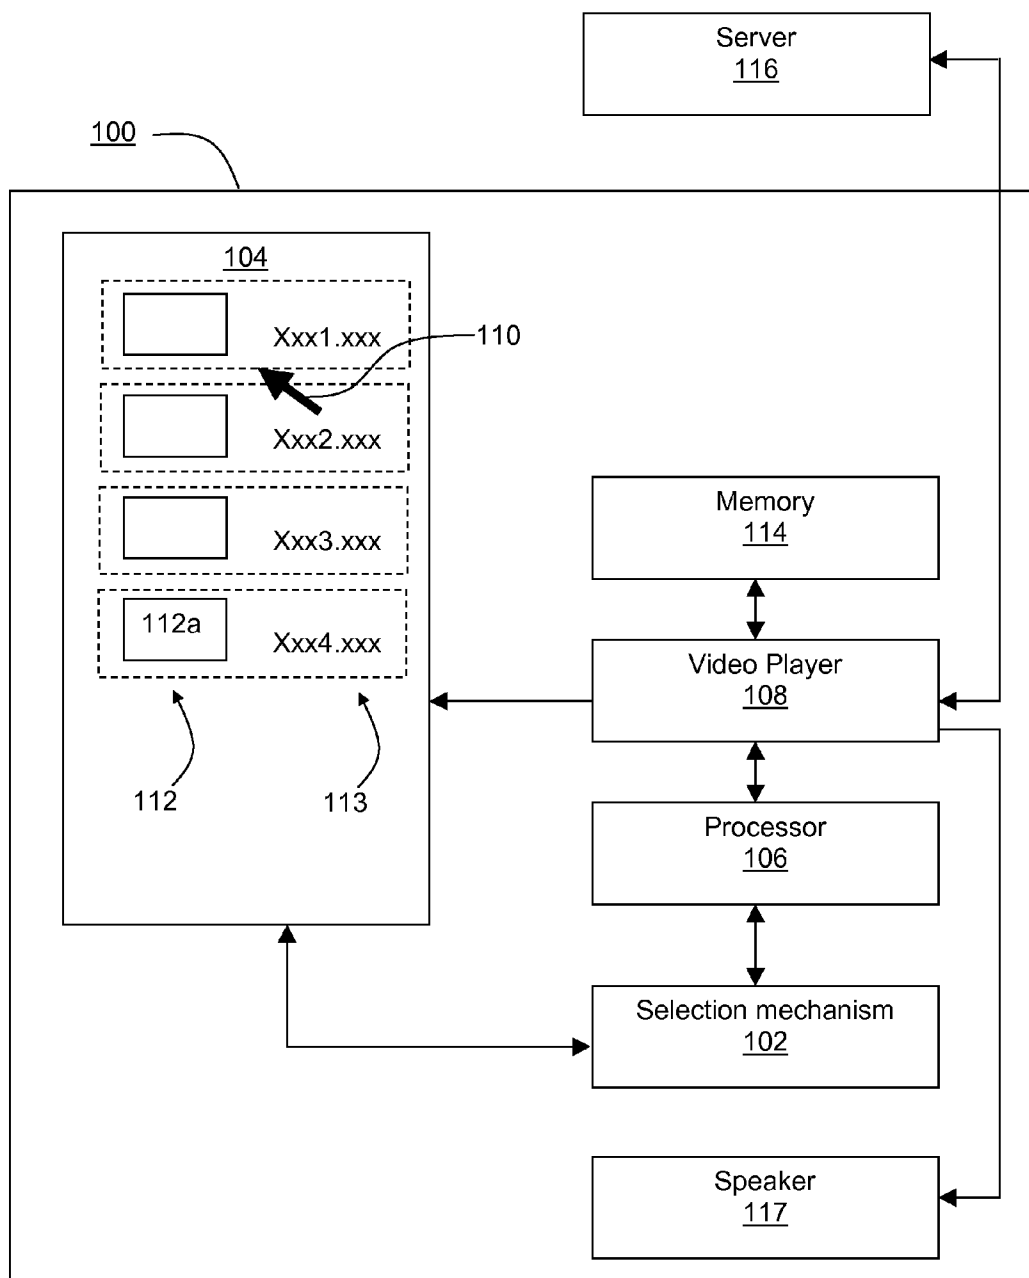 Server
116
100
104
Xxx1.xxx
110
Xxx2.xxx
Xxx3.xxx
112a
Xxx4.xxx
112
113
Memory
114
Video Player
108
Processor
106
Selection mechanism
102
Speaker
117